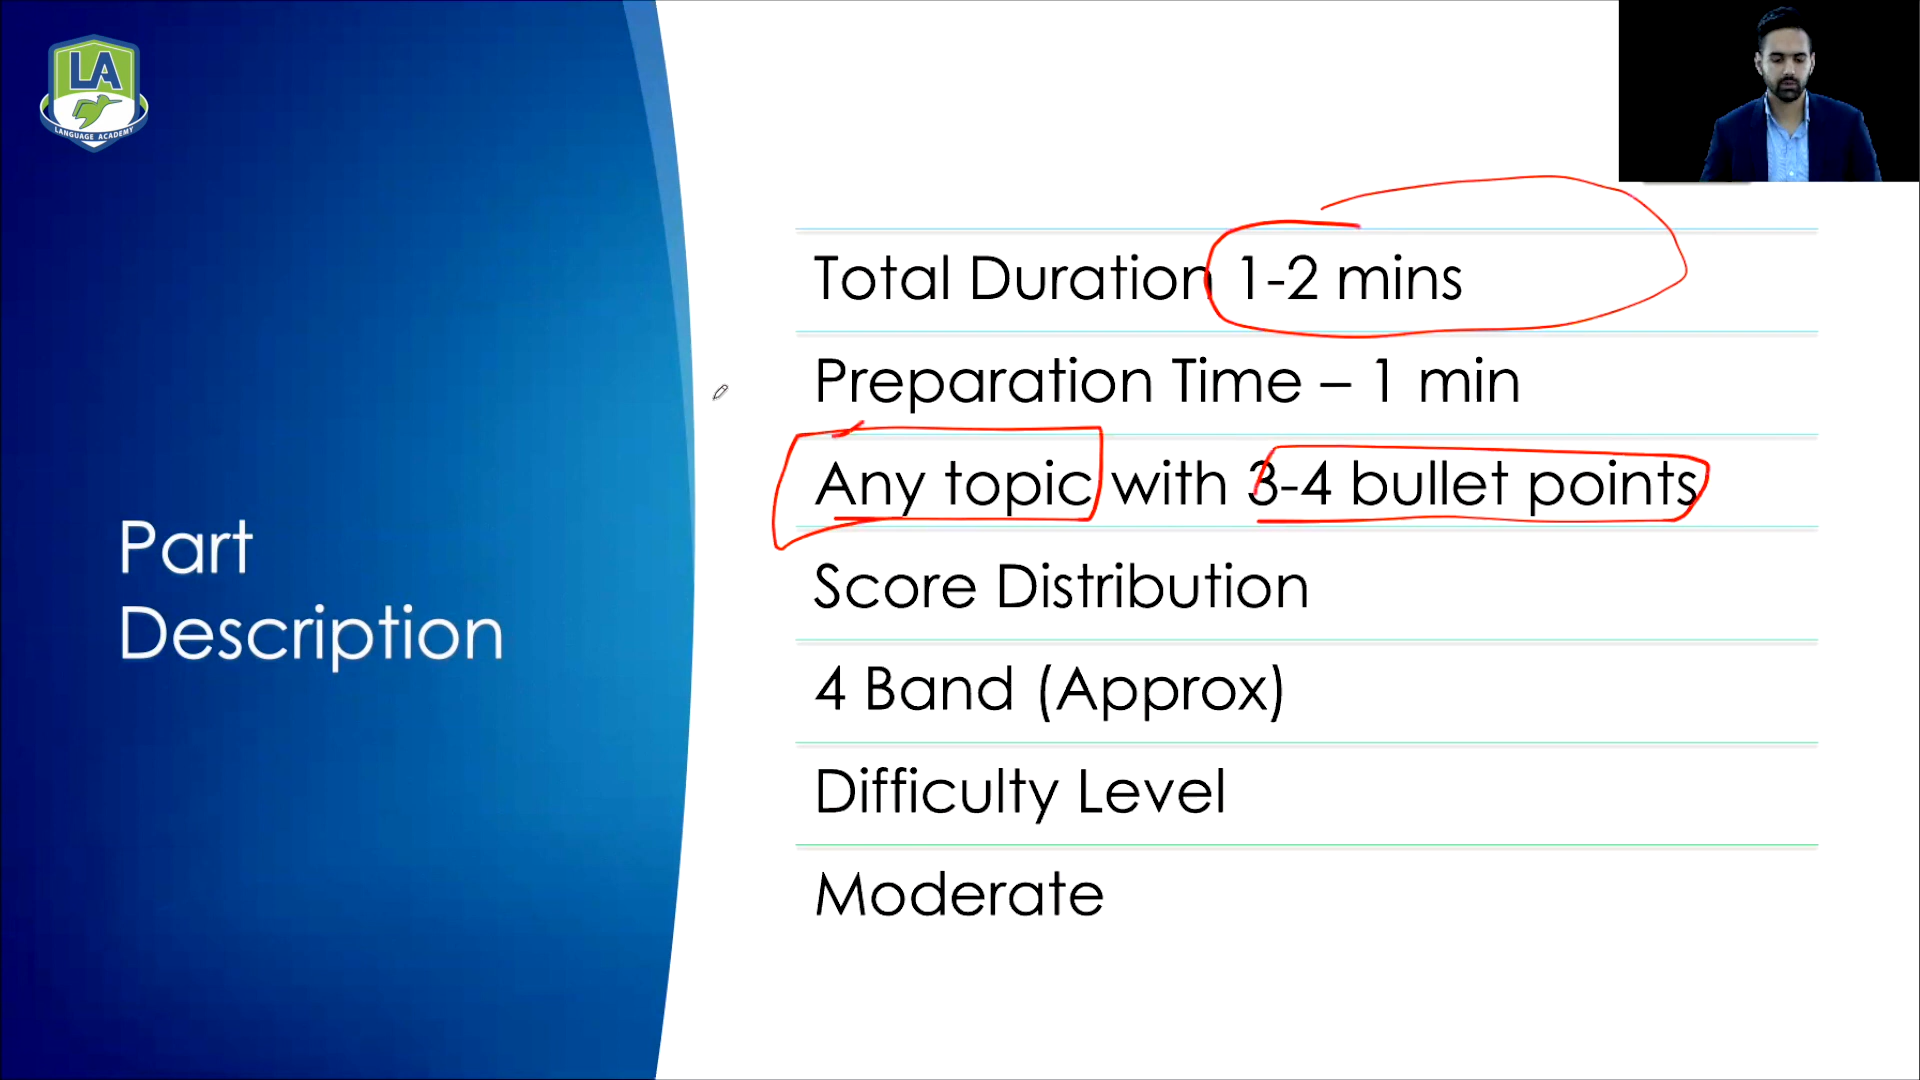 LA
LANGUAGE ACADEMY
Part
Description
Total Duration 1-2 mins
Preparation Time – 1 min
Any topic with 3-4 bullet points
Score Distribution
4 Band (Approx)
Difficulty Level
Moderate